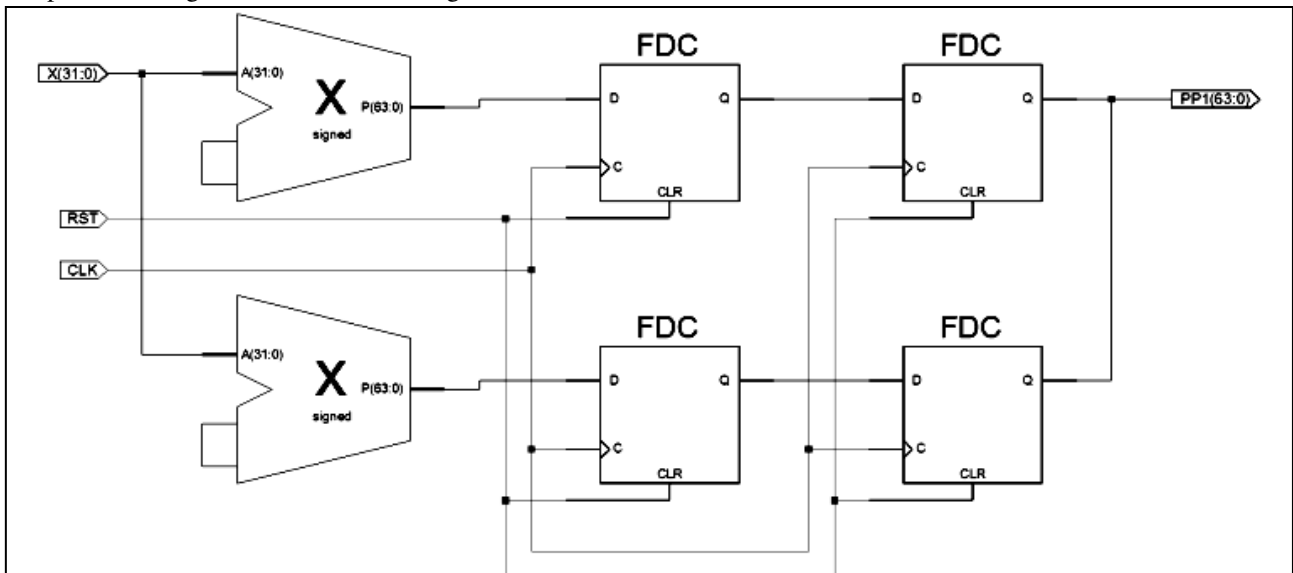 FDC
FDC
X(31:0)
A(31:0)
X
P(63:0)
signed
D
Q
D
Q
PP1(63:0)
C
C
CLR
CLR
RST
CLK
FDC
FDC
A(31:0)
X
P(63:0)
signed
D
Q
D
Q
C
C
CLR
CLR